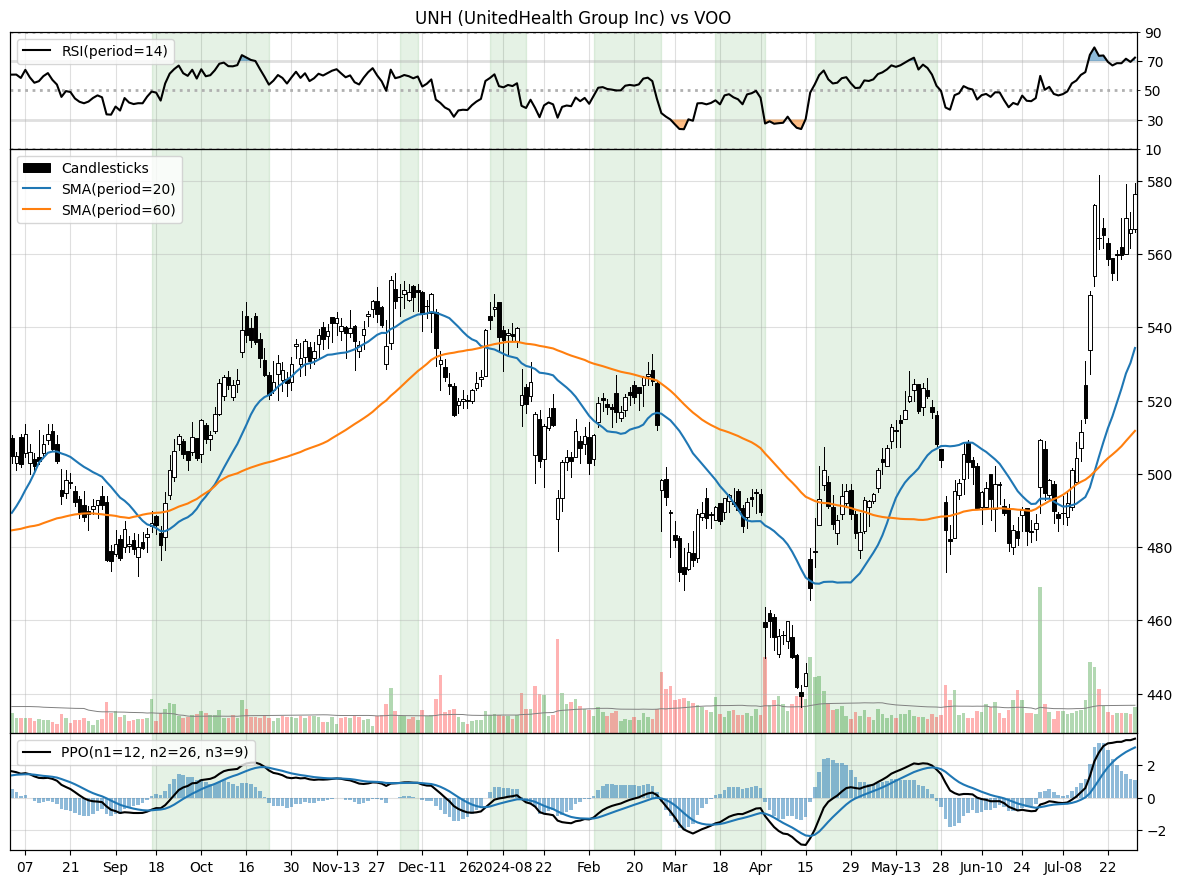 UNH (UnitedHealth Group Inc) vs VOO
RSI(period=14)
90
70
50
30
10
Candlesticks
SMA(period=20)
SMA(period=60)
580
560
540
520
500
480
460
440
PPO(n1=12, n2=26, n3=9)
2
0
−2
07 21 Sep 18 Oct 16 30 Nov-13 27 Dec-11 26 2024-08 22 Feb 20 Mar 18 Apr 15 29 May-13 28 Jun-10 24 Jul-08 22